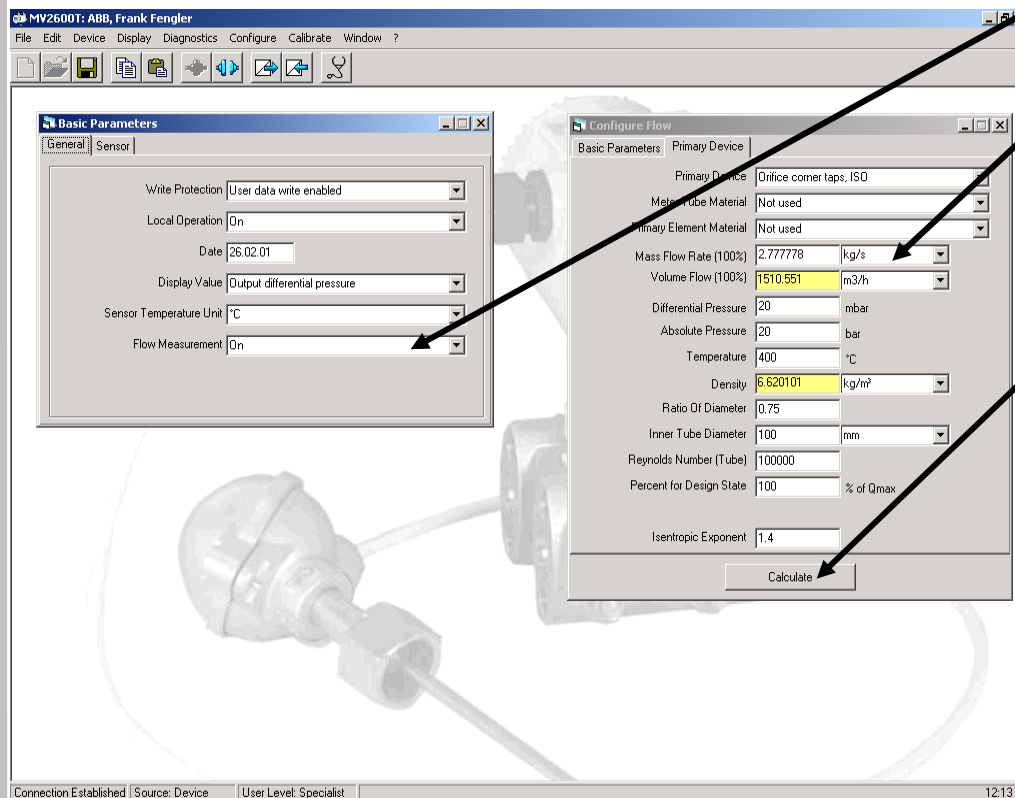 MV2600T: ABB, Frank Fengler
File Edit Device Display Diagnostics Configure Calibrate Window ?
Basic Parameters
General Sensor
Write Protection User data write enabled
Local Operation On
Date 26.02.01
Display Value Output differential pressure
Sensor Temperature Unit °C
Flow Measurement On
Configure Flow
Basic Parameters Primary Device
Primary Device Orifice corner taps, ISO
Meter Tube Material Not used
Primary Element Material Not used
Mass Flow Rate (100%) 2.777778 kg/s
Volume Flow (100%) 1510.551 m3/h
Differential Pressure 20 mbar
Absolute Pressure 20 bar
Temperature 400 °C
Density 6.620101 kg/m³
Ratio Of Diameter 0.75
Inner Tube Diameter 100 mm
Reynolds Number (Tube) 100000
Percent for Design State 100 % of Qmax
Isentropic Exponent 1.4
Calculate
Connection Established Source: Device User Level: Specialist 12:13